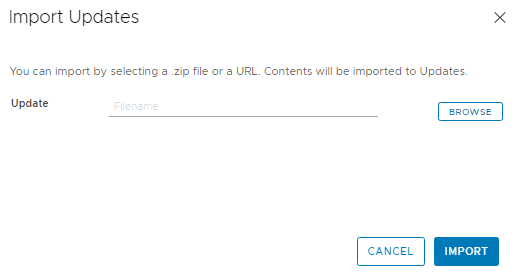 Import Updates
You can import by selecting a .zip file or a URL. Contents will be imported to Updates.
Update
Filename
BROWSE
CANCEL
IMPORT